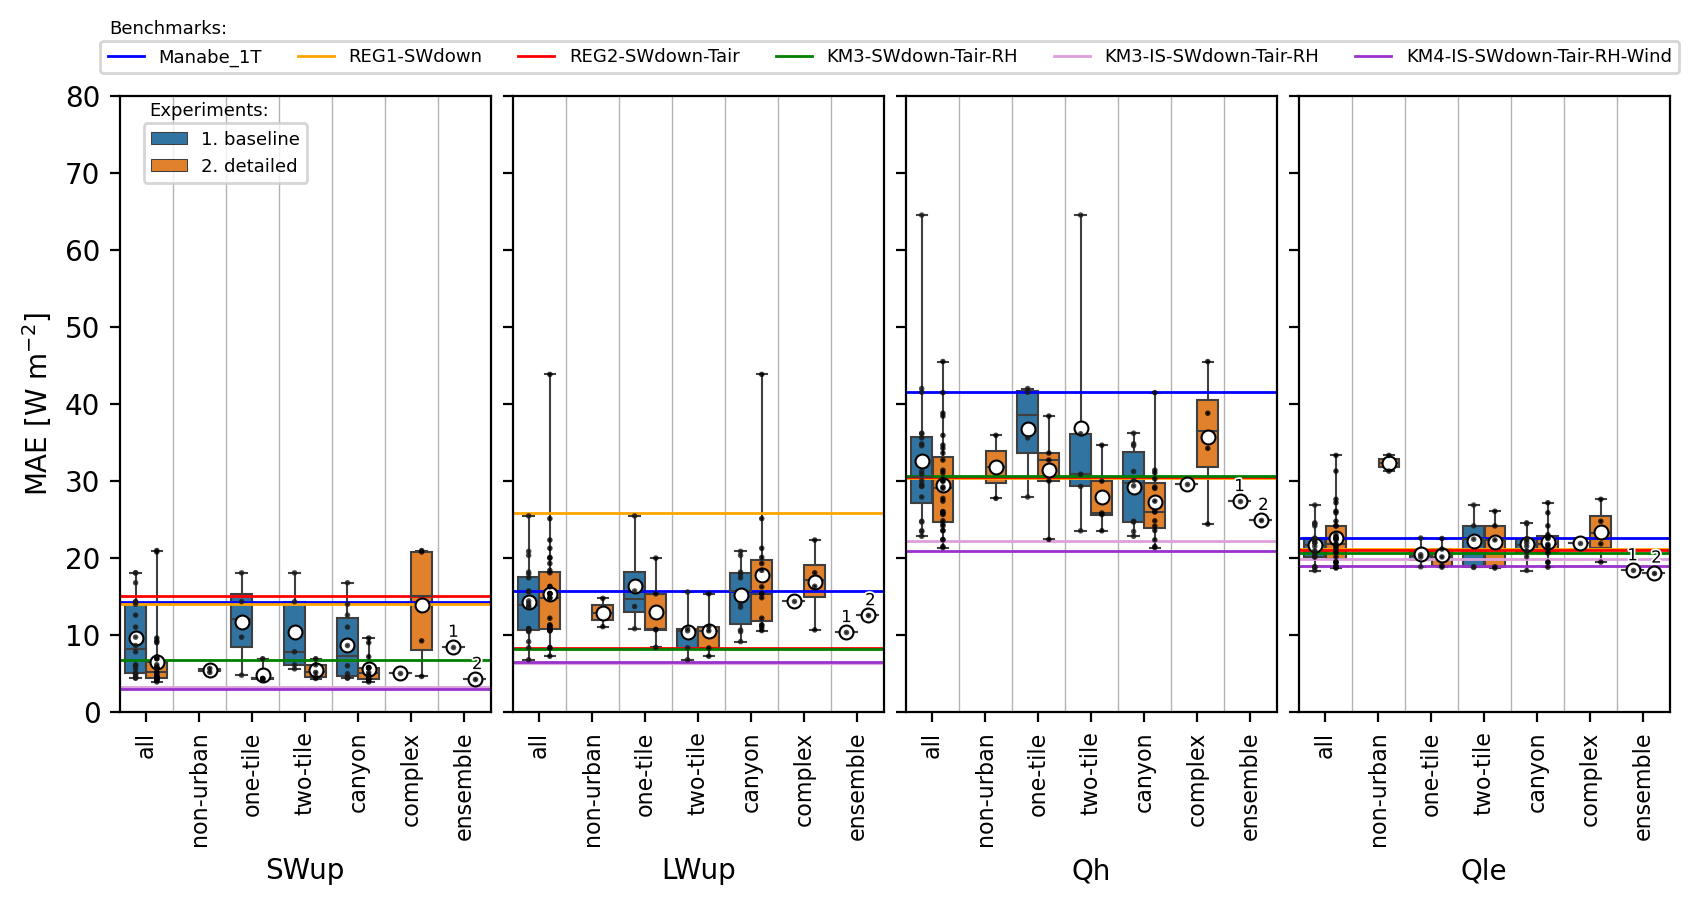 Benchmarks:
Manabe_1T REG1-SWdown REG2-SWdown-Tair KM3-SWdown-Tair-RH KM3-IS-SWdown-Tair-RH KM4-IS-SWdown-Tair-RH-Wind
Experiments:
1. baseline
2. detailed
MAE [W m⁻²]
80
70
60
50
40
30
20
10
0
1
2
1
2
1
2
1
2
all non-urban one-tile two-tile canyon complex ensemble
all non-urban one-tile two-tile canyon complex ensemble
all non-urban one-tile two-tile canyon complex ensemble
all non-urban one-tile two-tile canyon complex ensemble
SWup LWup Qh Qle